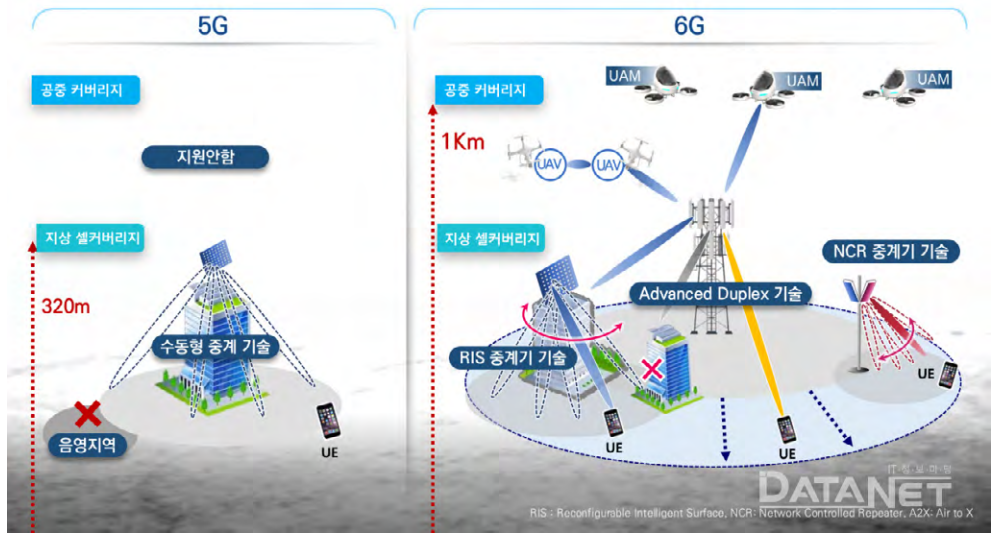 5G
공중 커버리지
지원안함
지상 셀커버리지
320m
수동형 중계 기술
음영지역
UE
6G
공중 커버리지
1Km
UAM
UAM
UAM
UAV
UAV
지상 셀커버리지
NCR 중계기 기술
Advanced Duplex 기술
RIS 중계기 기술
UE
UE
UE
IT·정·보·마·당
DATANET
RIS : Reconfigurable Intelligent Surface, NCR: Network Controlled Repeater, A2X: Air to X